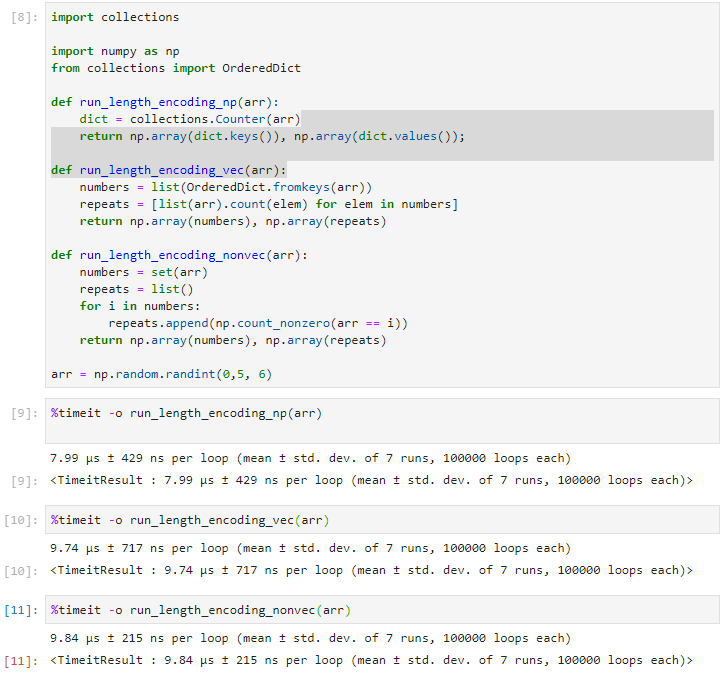 [8]: import collections
import numpy as np
from collections import OrderedDict
def run_length_encoding_np(arr):
    dict = collections.Counter(arr)
    return np.array(dict.keys()), np.array(dict.values());
def run_length_encoding_vec(arr):
    numbers = list(OrderedDict.fromkeys(arr))
    repeats = [list(arr).count(elem) for elem in numbers]
    return np.array(numbers), np.array(repeats)
def run_length_encoding_nonvec(arr):
    numbers = set(arr)
    repeats = list()
    for i in numbers:
        repeats.append(np.count_nonzero(arr == i))
    return np.array(numbers), np.array(repeats)
arr = np.random.randint(0,5, 6)
[9]: %timeit -o run_length_encoding_np(arr)
7.99 µs ± 429 ns per loop (mean ± std. dev. of 7 runs, 100000 loops each)
[9]: <TimeitResult : 7.99 µs ± 429 ns per loop (mean ± std. dev. of 7 runs, 100000 loops each)>
[10]: %timeit -o run_length_encoding_vec(arr)
9.74 µs ± 717 ns per loop (mean ± std. dev. of 7 runs, 100000 loops each)
[10]: <TimeitResult : 9.74 µs ± 717 ns per loop (mean ± std. dev. of 7 runs, 100000 loops each)>
[11]: %timeit -o run_length_encoding_nonvec(arr)
9.84 µs ± 215 ns per loop (mean ± std. dev. of 7 runs, 100000 loops each)
[11]: <TimeitResult : 9.84 µs ± 215 ns per loop (mean ± std. dev. of 7 runs, 100000 loops each)>